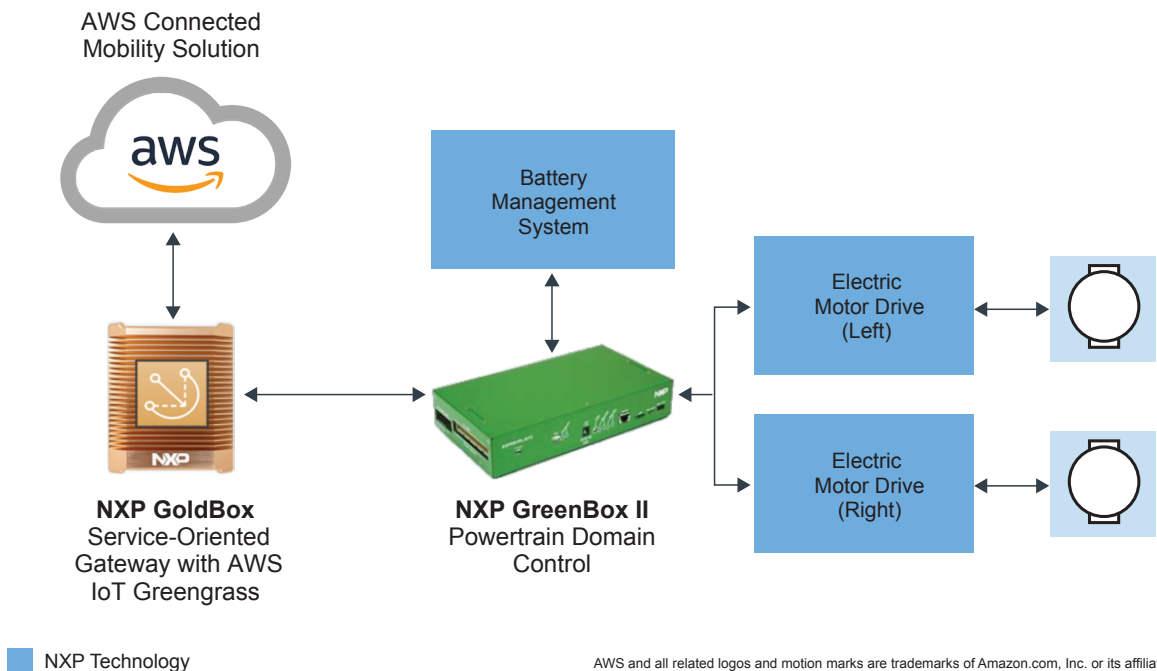 AWS Connected
Mobility Solution
aws
Battery
Management
System
Electric
Motor Drive
(Left)
NXP
NXP
Electric
Motor Drive
(Right)
NXP GoldBox
Service-Oriented
Gateway with AWS
IoT Greengrass
NXP GreenBox II
Powertrain Domain
Control
NXP Technology
AWS and all related logos and motion marks are trademarks of Amazon.com, Inc. or its affilia